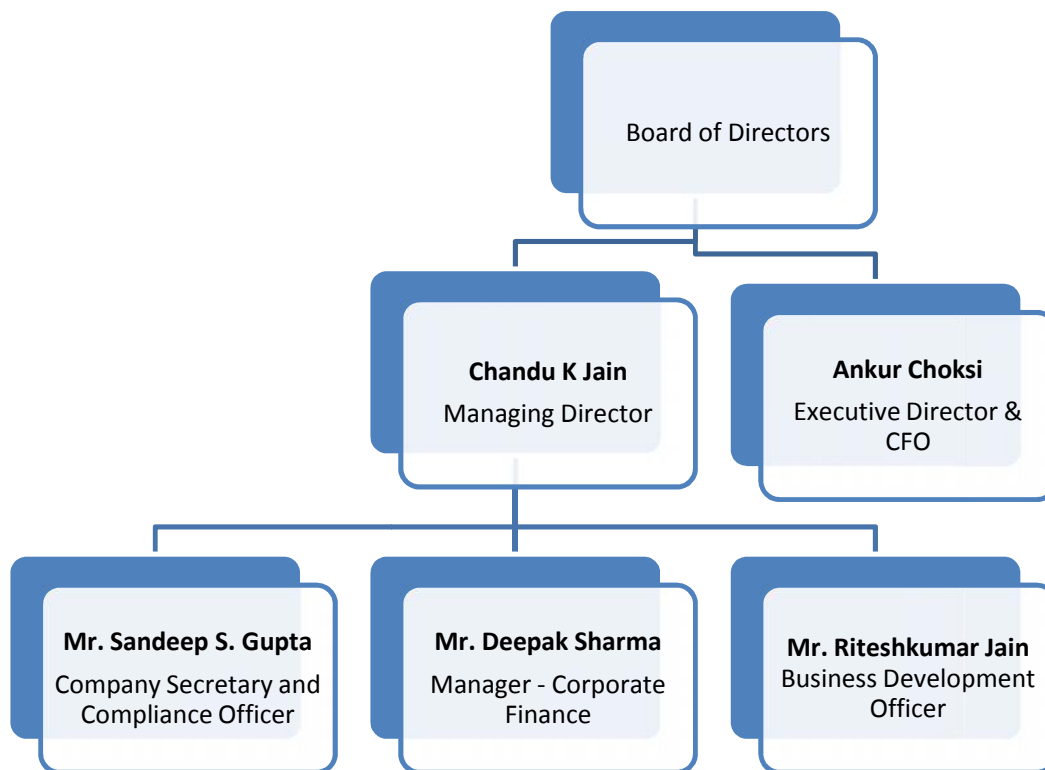 Board of Directors
Chandu K Jain
Managing Director
Ankur Choksi
Executive Director &
CFO
Mr. Sandeep S. Gupta
Company Secretary and
Compliance Officer
Mr. Deepak Sharma
Manager - Corporate
Finance
Mr. Riteshkumar Jain
Business Development
Officer